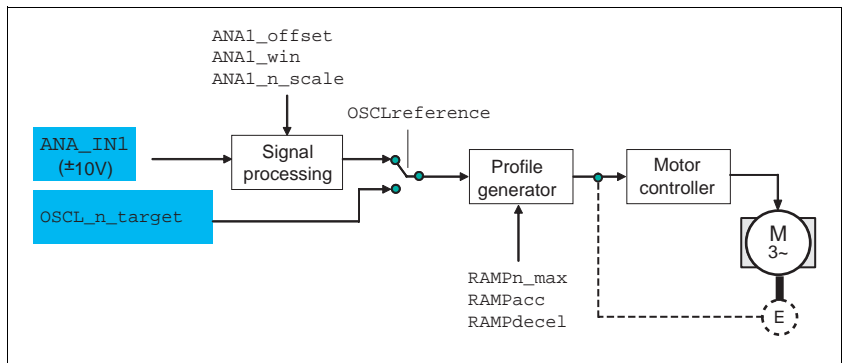 ANA1_offset
ANA1_win
ANA1_n_scale
OSCLreference
ANA_IN1
(±10V)
Signal
processing
Profile
generator
Motor
controller
OSCL_n_target
M
3~
RAMPn_max
RAMPacc
RAMPdecel
E